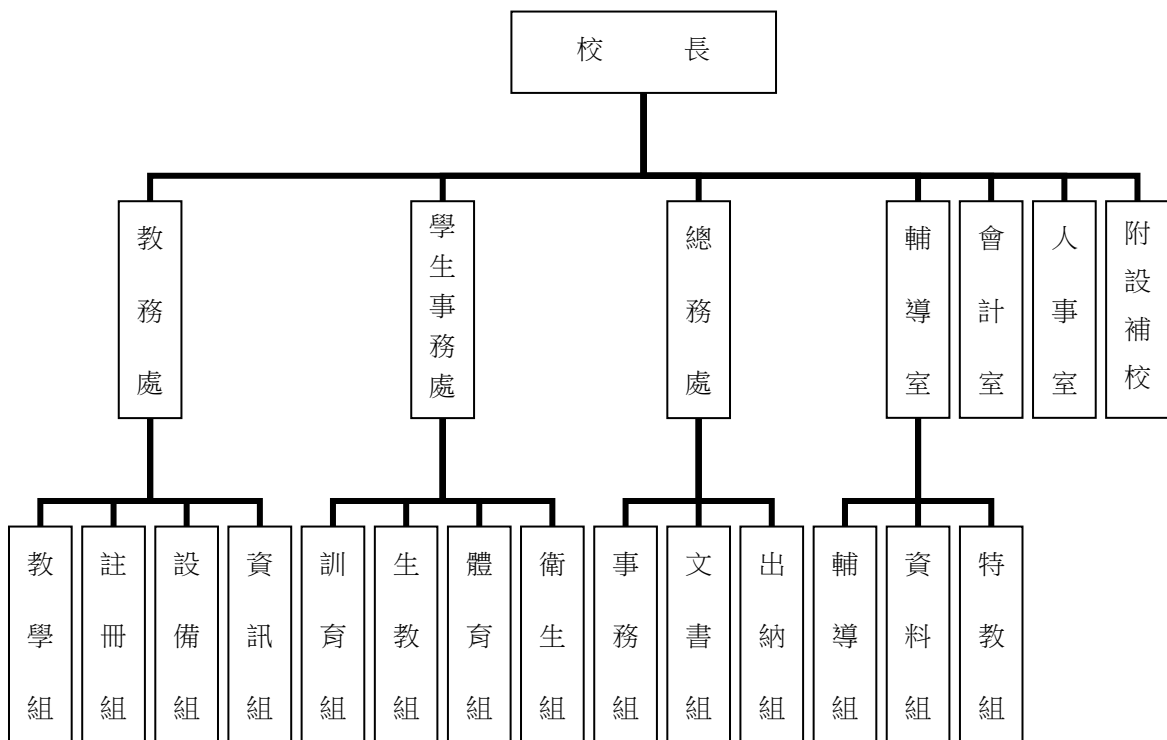 校長
教務處
學生事務處
總務處
輔導室
會計室
人事室
附設補校
教學組
註冊組
設備組
資訊組
訓育組
生教組
體育組
衛生組
事務組
文書組
出納組
輔導組
資料組
特教組